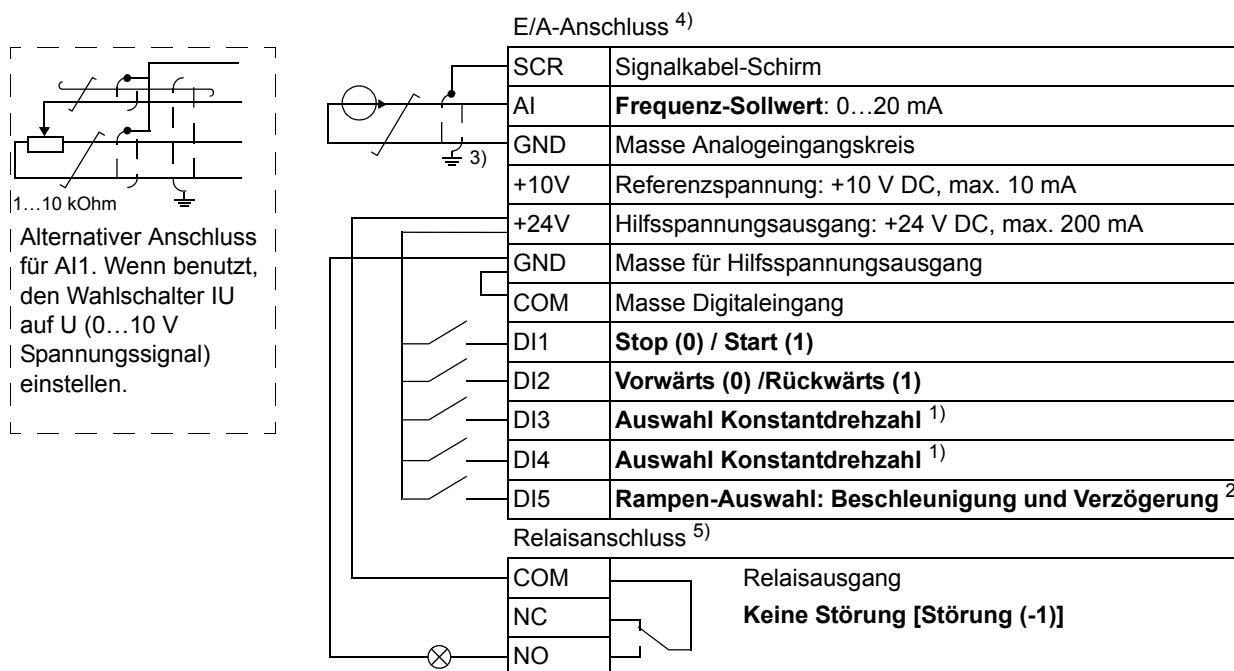 E/A-Anschluss 4)
SCR Signalkabel-Schirm
AI Frequenz-Sollwert: 0…20 mA
GND Masse Analogeingangskreis
3)
+10V Referenzspannung: +10 V DC, max. 10 mA
+24V Hilfsspannungsausgang: +24 V DC, max. 200 mA
GND Masse für Hilfsspannungsausgang
COM Masse Digitaleingang
DI1 Stop (0) / Start (1)
DI2 Vorwärts (0) /Rückwärts (1)
DI3 Auswahl Konstantdrehzahl 1)
DI4 Auswahl Konstantdrehzahl 1)
DI5 Rampen-Auswahl: Beschleunigung und Verzögerung 2
1…10 kOhm
Alternativer Anschluss
für AI1. Wenn benutzt,
den Wahlschalter IU
auf U (0…10 V
Spannungssignal)
einstellen.
Relaisanschluss 5)
COM Relaisausgang
NC Keine Störung [Störung (-1)]
NO